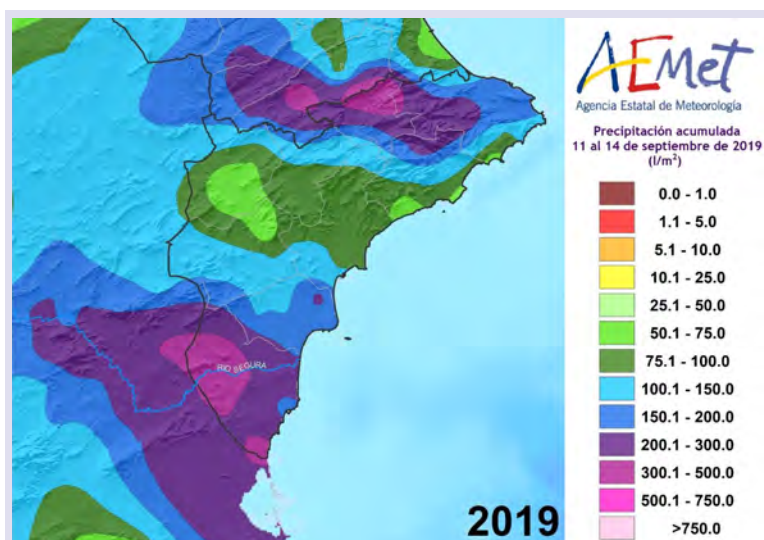 RIO SEGURA
2019
AEMet
Agencia Estatal de Meteorología
Precipitación acumulada
11 al 14 de septiembre de 2019
(l/m²)
0.0 - 1.0
1.1 - 5.0
5.1 - 10.0
10.1 - 25.0
25.1 - 50.0
50.1 - 75.0
75.1 - 100.0
100.1 - 150.0
150.1 - 200.0
200.1 - 300.0
300.1 - 500.0
500.1 - 750.0
>750.0